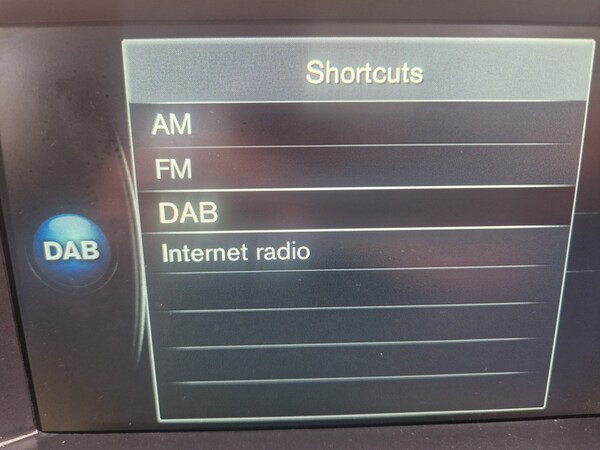 Shortcuts
AM
FM
DAB
DAB
Internet radio